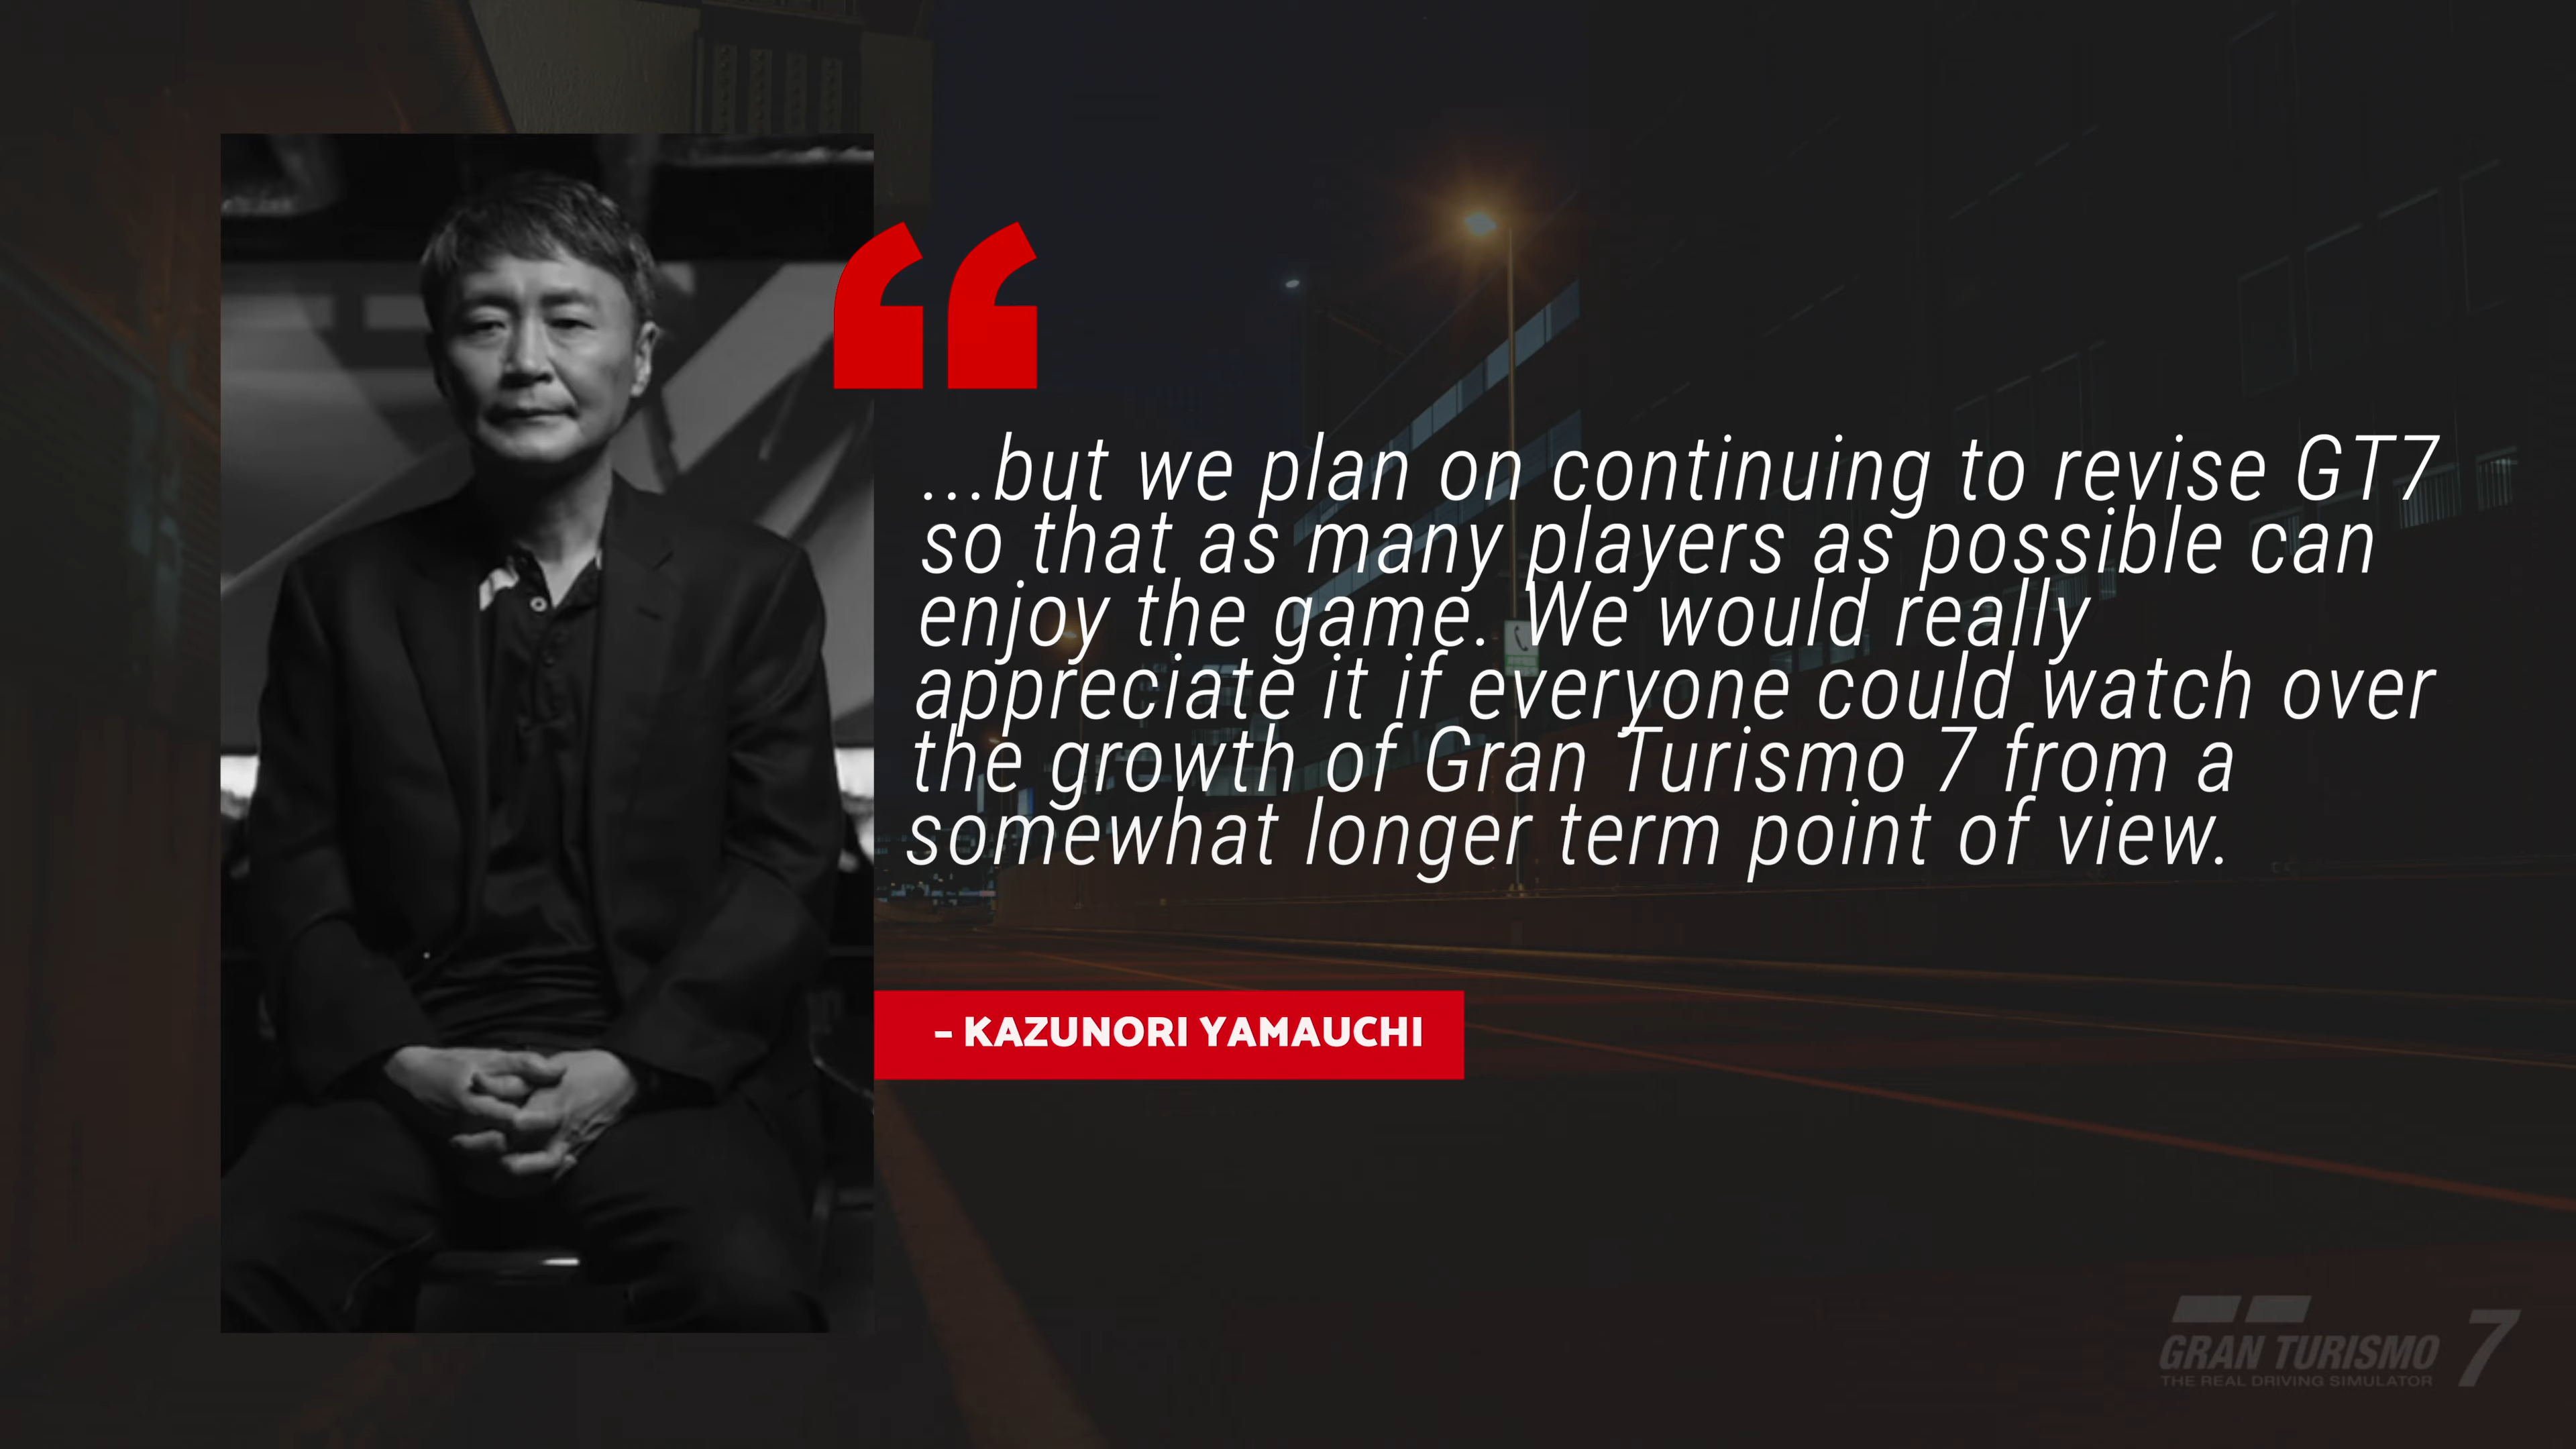 ...but we plan on continuing to revise GT7
so that as many players as possible can
enjoy the game. We would really
appreciate it if everyone could watch over
the growth of Gran Turismo 7 from a
somewhat longer term point of view.
- KAZUNORI YAMAUCHI
GRAN TURISMO 7
THE REAL DRIVING SIMULATOR